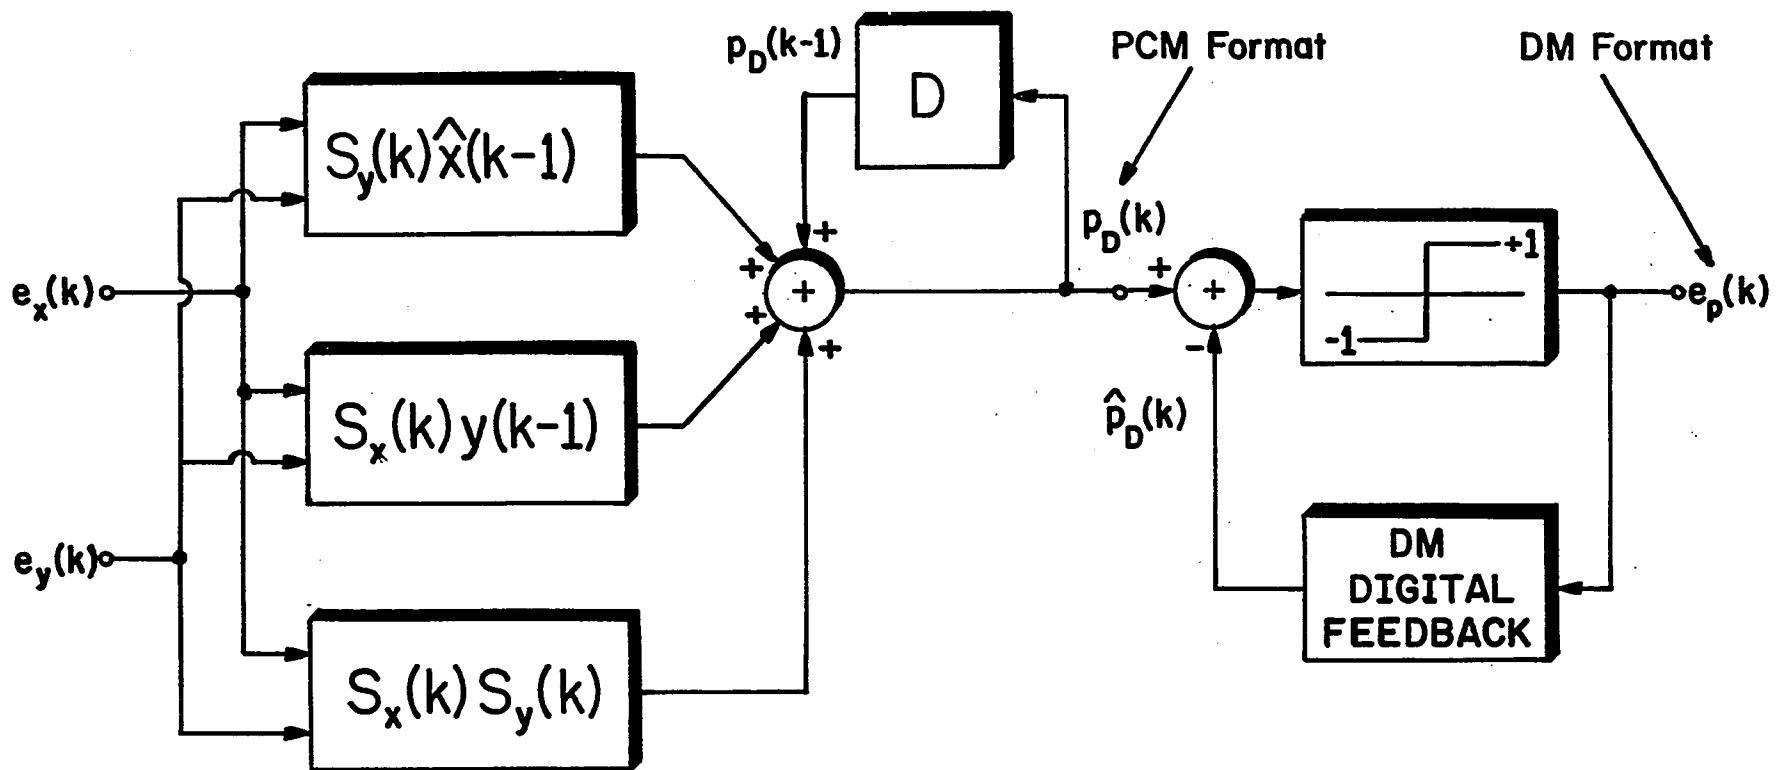 p_D(k-1)
D
PCM Format
DM Format
S_y(k)x̂(k-1)
p_D(k)
+
+
+
+
+
e_x(k)
+
+
+1
-1
e_p(k)
-
S_x(k)y(k-1)
p̂_D(k)
e_y(k)
DM
DIGITAL
FEEDBACK
S_x(k)S_y(k)